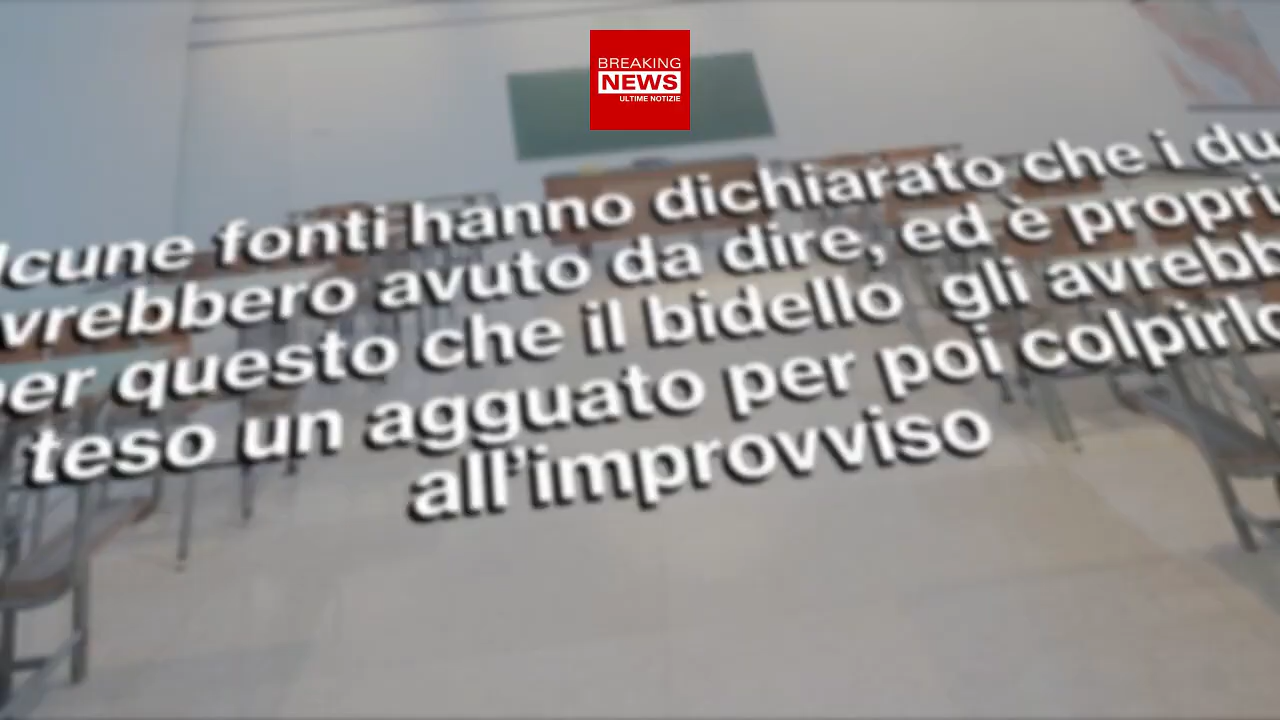 BREAKING
NEWS
ULTIME NOTIZIE
lcune fonti hanno dichiarato che i du
vrebbero avuto da dire, ed è propri
per questo che il bidello gli avrebb
teso un agguato per poi colpirlo
all'improvviso